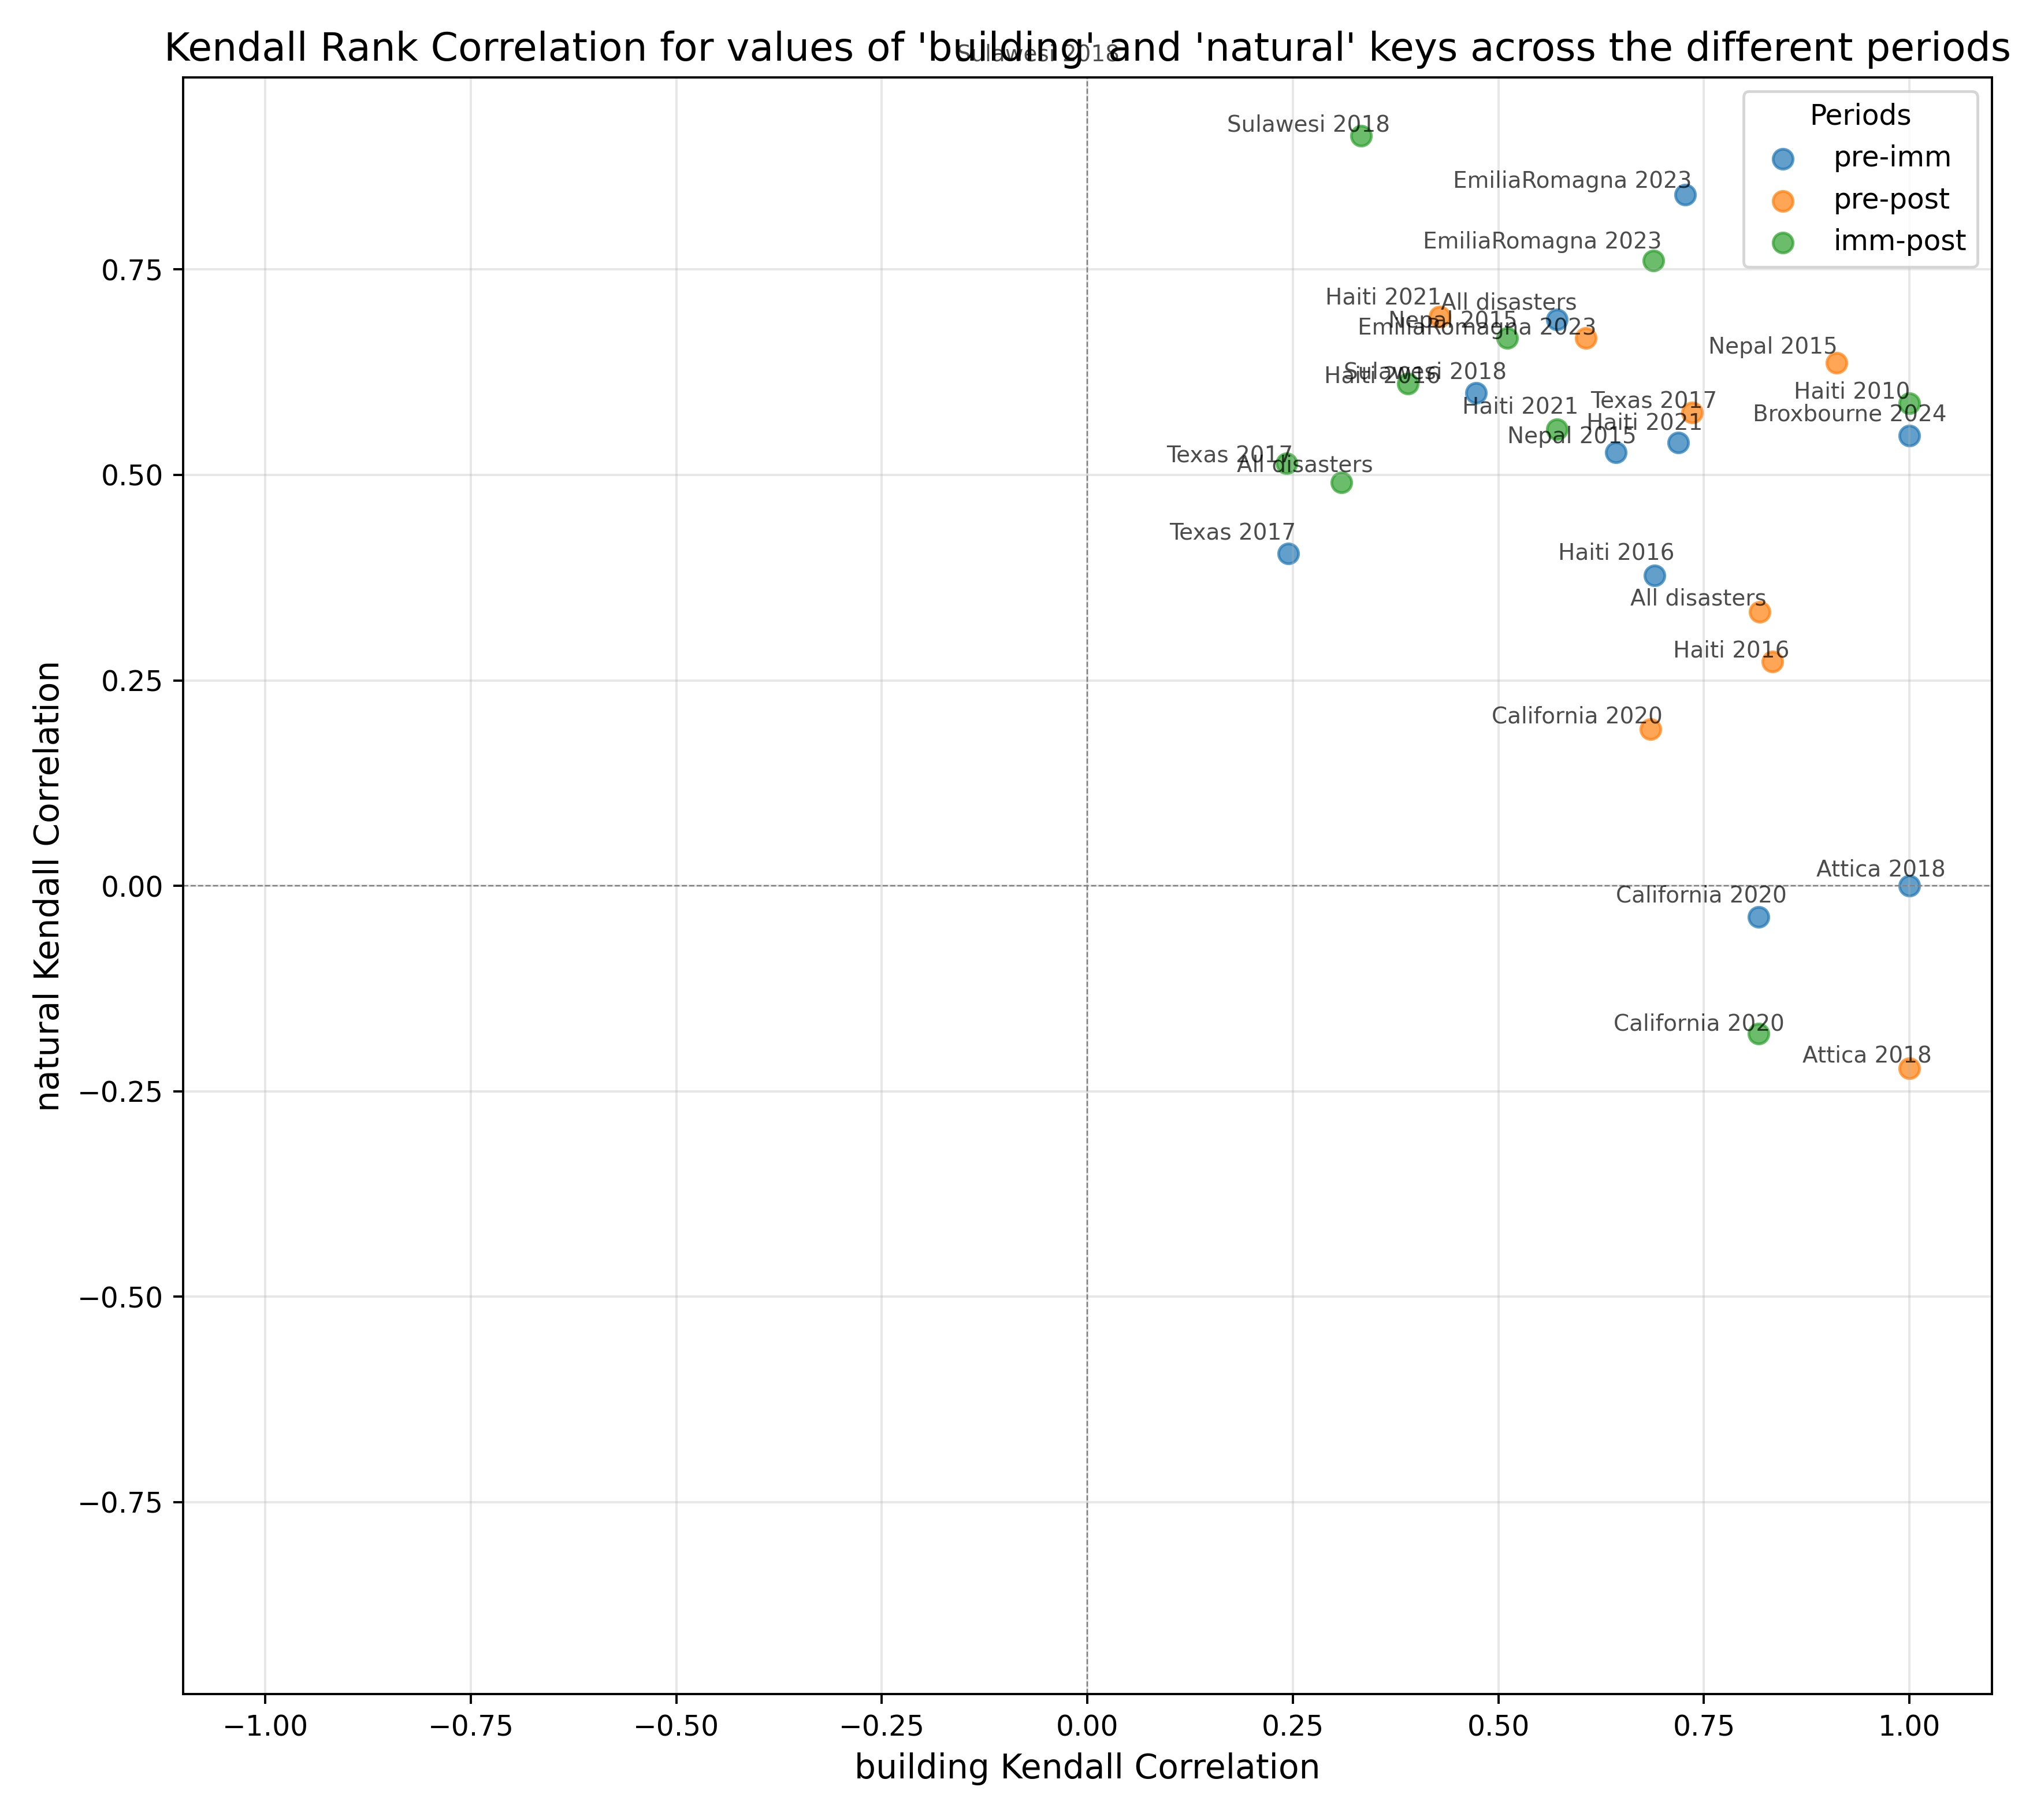 Kendall Rank Correlation for values of 'building' and 'natural' keys across the different periods
Sulawesi 2018
Periods
pre-imm
pre-post
imm-post
Sulawesi 2018
EmiliaRomagna 2023
EmiliaRomagna 2023
Haiti 2021
All disasters
Nepal 2015
EmiliaRomagna 2023
Nepal 2015
Haiti 2016
Sulawesi 2018
Haiti 2010
Texas 2017
Haiti 2021
Broxbourne 2024
Haiti 2021
Nepal 2015
Texas 2017
All disasters
Texas 2017
Haiti 2016
All disasters
Haiti 2016
California 2020
Attica 2018
California 2020
California 2020
Attica 2018
natural Kendall Correlation
0.75
0.50
0.25
0.00
−0.25
−0.50
−0.75
−1.00
−0.75
−0.50
−0.25
0.00
0.25
0.50
0.75
1.00
building Kendall Correlation